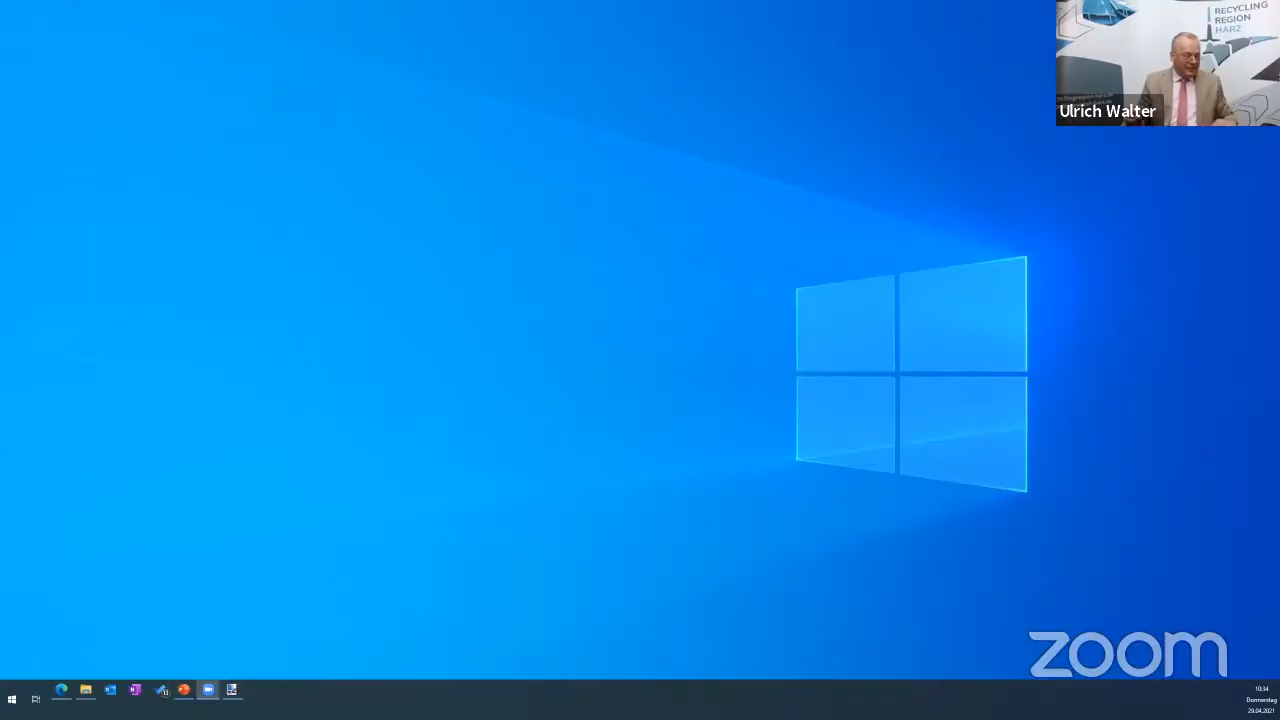 RECYCLING
REGION
HARZ
Ulrich Walter
zoom
10:34
Donnerstag
29.04.2021